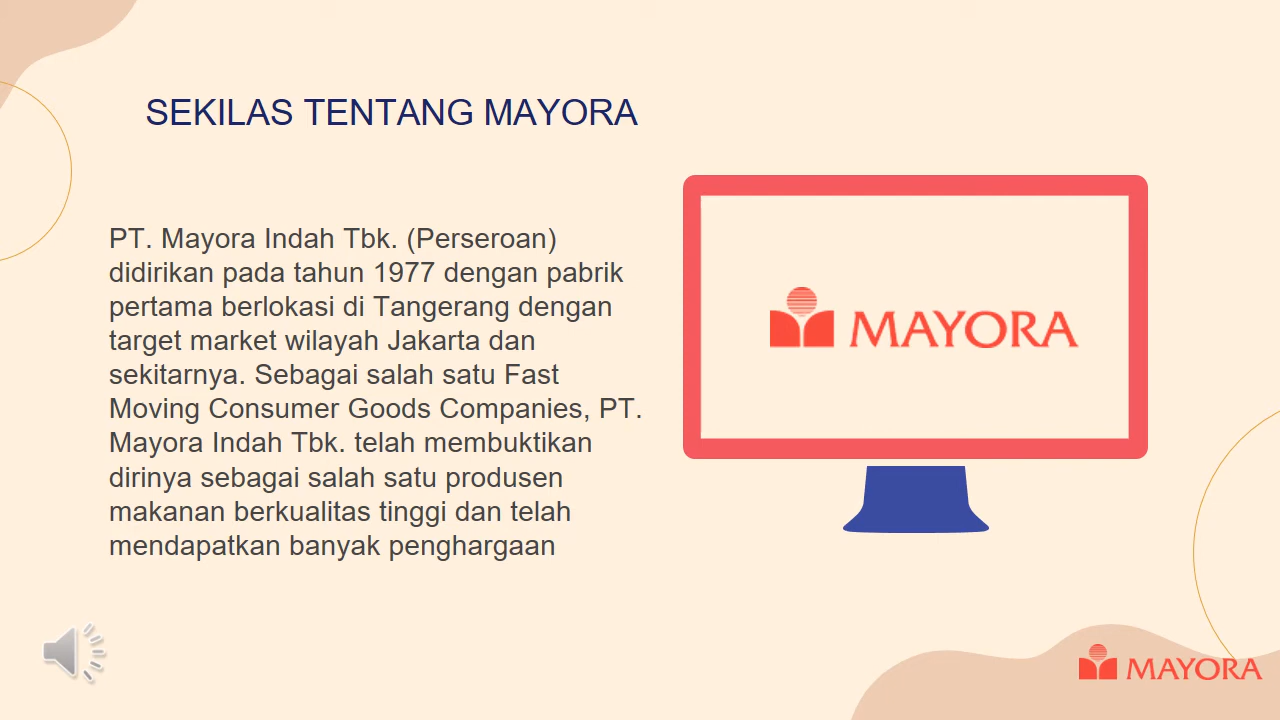 SEKILAS TENTANG MAYORA
PT. Mayora Indah Tbk. (Perseroan)
didirikan pada tahun 1977 dengan pabrik
pertama berlokasi di Tangerang dengan
target market wilayah Jakarta dan
sekitarnya. Sebagai salah satu Fast
Moving Consumer Goods Companies, PT.
Mayora Indah Tbk. telah membuktikan
dirinya sebagai salah satu produsen
makanan berkualitas tinggi dan telah
mendapatkan banyak penghargaan
MAYORA
MAYORA